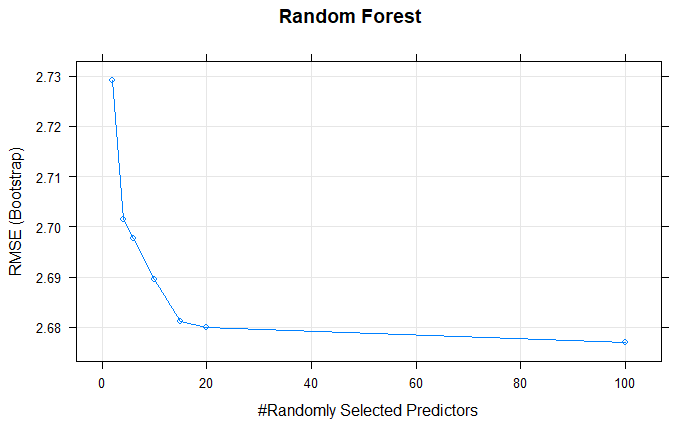 Random Forest
2.73
2.72
2.71
2.70
2.69
2.68
RMSE (Bootstrap)
0 20 40 60 80 100
#Randomly Selected Predictors